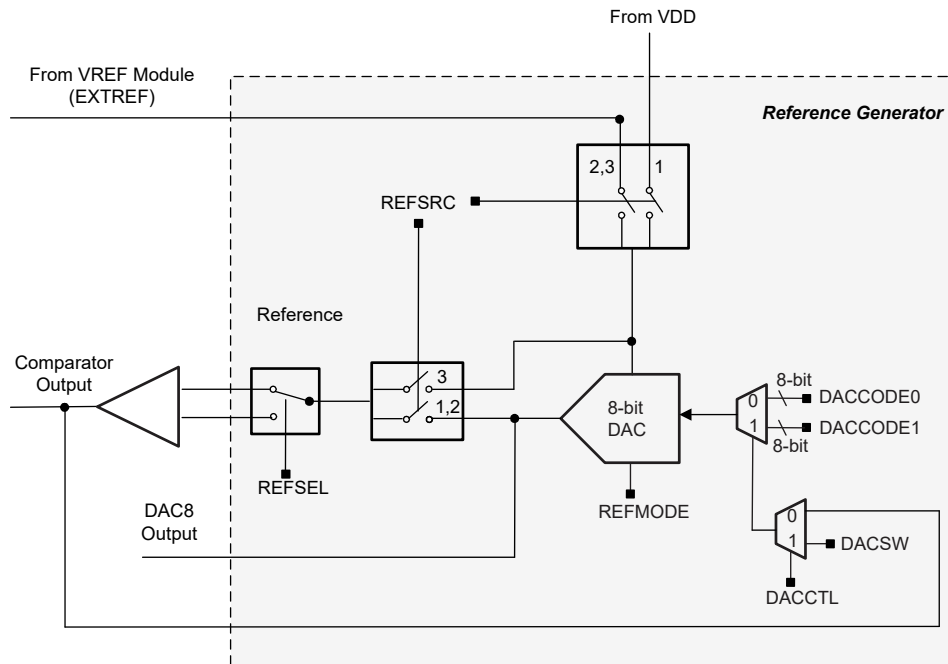 From VDD
From VREF Module
(EXTREF)
Reference Generator
2,3
1
REFSRC
Reference
Comparator
Output
3
1,2
8-bit
DAC
0
1
8-bit
DACCODE0
DACCODE1
8-bit
REFSEL
REFMODE
DAC8
Output
0
1
DACSW
DACCTL